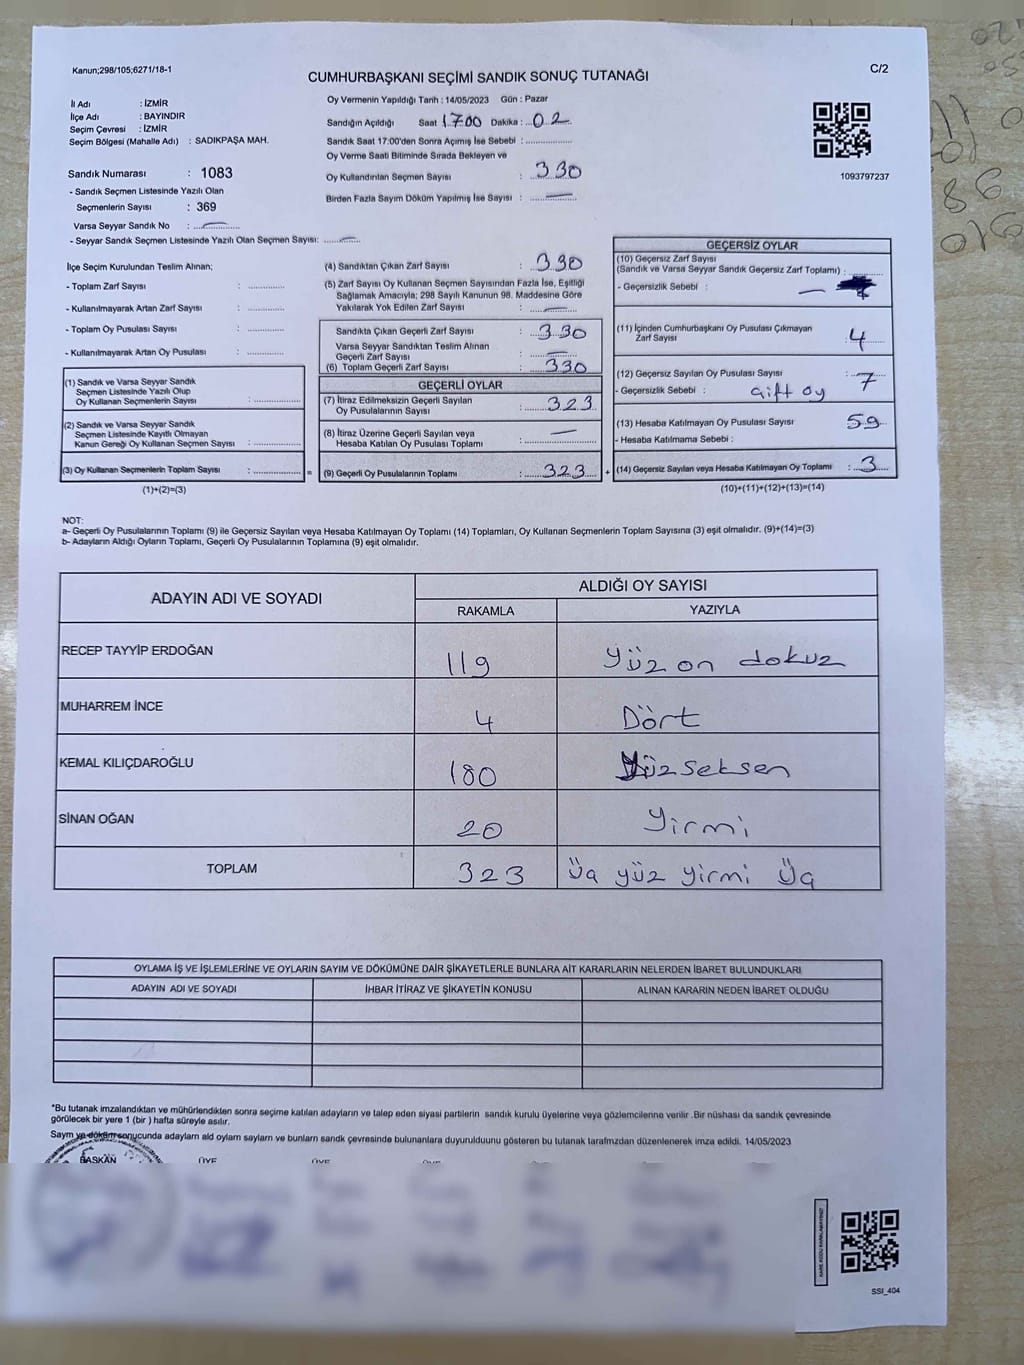 Kanun;298/105;6271/18-1
CUMHURBAŞKANI SEÇİMİ SANDIK SONUÇ TUTANAĞI
C/2
İl Adı : İZMİR
İlçe Adı : BAYINDIR
Seçim Çevresi : İZMİR
Seçim Bölgesi (Mahalle Adı) : SADIKPAŞA MAH.
Sandık Numarası : 1083
- Sandık Seçmen Listesinde Yazılı Olan
Seçmenlerin Sayısı : 369
Varsa Seyyar Sandık No :
- Seyyar Sandık Seçmen Listesinde Yazılı Olan Seçmen Sayısı:
Oy Vermenin Yapıldığı Tarih : 14/05/2023 Gün : Pazar
Sandığın Açıldığı Saat 1700 Dakika : 02
Sandık Saat 17:00'den Sonra Açımış İse Sebebi :
Oy Verme Saati Bitiminde Sırada Bekleyen ve
Oy Kullandırılan Seçmen Sayısı : 330
Birden Fazla Sayım Döküm Yapılmış İse Sayısı : —
1093797237
İlçe Seçim Kurulundan Teslim Alınan;
- Toplam Zarf Sayısı :
- Kullanılmayarak Artan Zarf Sayısı :
- Toplam Oy Pusulası Sayısı :
- Kullanılmayarak Artan Oy Pusulası :
(1) Sandık ve Varsa Seyyar Sandık
Seçmen Listesinde Yazılı Olup
Oy Kullanan Seçmenlerin Sayısı :
(2) Sandık ve Varsa Seyyar Sandık
Seçmen Listesinde Kayıtlı Olmayan
Kanun Gereği Oy Kullanan Seçmen Sayısı :
(3) Oy Kullanan Seçmenlerin Toplam Sayısı : =
(1)+(2)=(3)
(4) Sandıktan Çıkan Zarf Sayısı : 330
(5) Zarf Sayısı Oy Kullanan Seçmen Sayısından Fazla İse, Eşitliği
Sağlamak Amacıyla; 298 Sayılı Kanunun 98. Maddesine Göre
Yakılarak Yok Edilen Zarf Sayısı : —
Sandıkta Çıkan Geçerli Zarf Sayısı : 330
Varsa Seyyar Sandıktan Teslim Alınan
Geçerli Zarf Sayısı : —
(6) Toplam Geçerli Zarf Sayısı : 330
GEÇERLİ OYLAR
(7) İtiraz Edilmeksizin Geçerli Sayılan
Oy Pusulalarının Sayısı : 323
(8) İtiraz Üzerine Geçerli Sayılan veya
Hesaba Katılan Oy Pusulası Toplamı : —
(9) Geçerli Oy Pusulalarının Toplamı : 323 +
GEÇERSİZ OYLAR
(10) Geçersiz Zarf Sayısı
(Sandık ve Varsa Seyyar Sandık Geçersiz Zarf Toplamı) :
- Geçersizlik Sebebi : —
(11) İçinden Cumhurbaşkanı Oy Pusulası Çıkmayan
Zarf Sayısı : 4
(12) Geçersiz Sayılan Oy Pusulası Sayısı : 7
- Geçersizlik Sebebi : Çift oy
(13) Hesaba Katılmayan Oy Pusulası Sayısı : 59
- Hesaba Katılmama Sebebi :
(14) Geçersiz Sayılan veya Hesaba Katılmayan Oy Toplamı : 3
(10)+(11)+(12)+(13)=(14)
NOT:
a- Geçerli Oy Pusulalarının Toplamı (9) ile Geçersiz Sayılan veya Hesaba Katılmayan Oy Toplamı (14) Toplamları, Oy Kullanan Seçmenlerin Toplam Sayısına (3) eşit olmalıdır. (9)+(14)=(3)
b- Adayların Aldığı Oyların Toplamı, Geçerli Oy Pusulalarının Toplamına (9) eşit olmalıdır.
ADAYIN ADI VE SOYADI
ALDIĞI OY SAYISI
RAKAMLA YAZIYLA
RECEP TAYYİP ERDOĞAN 119 Yüz on dokuz
MUHARREM İNCE 4 Dört
KEMAL KILIÇDAROĞLU 180 Yüzseksen
SİNAN OĞAN 20 Yirmi
TOPLAM 323 Üç yüz yirmi Üç
OYLAMA İŞ VE İŞLEMLERİNE VE OYLARIN SAYIM VE DÖKÜMÜNE DAİR ŞİKAYETLERLE BUNLARA AİT KARARLARIN NELERDEN İBARET BULUNDUKLARI
ADAYIN ADI VE SOYADI İHBAR İTİRAZ VE ŞİKAYETİN KONUSU ALINAN KARARIN NEDEN İBARET OLDUĞU
*Bu tutanak imzalandıktan ve mühürlendikten sonra seçime katılan adayların ve talep eden siyasi partilerin sandık kurulu üyelerine veya gözlemcilerine verilir .Bir nüshası da sandık çevresinde
görülecek bir yere 1 (bir ) hafta süreyle asılır.
Sayım ve döküm sonucunda adayların ald oyların sayların ve bunların sandk çevresinde bulunanlara duyurulduunu gösteren bu tutanak tarafmzdan düzenlenerek imza edildi. 14/05/2023
BAŞKAN ÜYE ÜYE
KARE KODU KARALAMAYINIZ!
SSI_404